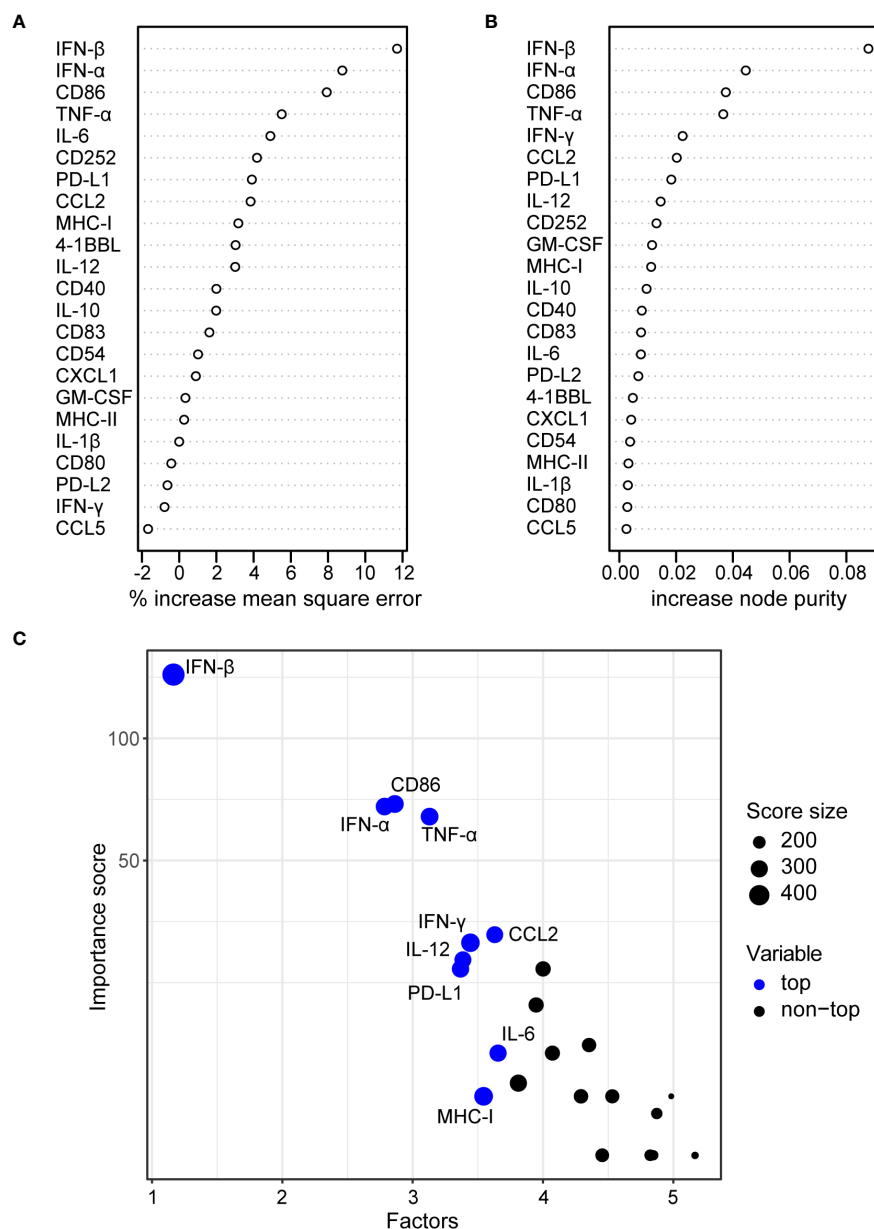 A
IFN-β
IFN-α
CD86
TNF-α
IL-6
CD252
PD-L1
CCL2
MHC-I
4-1BBL
IL-12
CD40
IL-10
CD83
CD54
CXCL1
GM-CSF
MHC-II
IL-1β
CD80
PD-L2
IFN-γ
CCL5
-2 0 2 4 6 8 10 12
% increase mean square error
B
IFN-β
IFN-α
CD86
TNF-α
IFN-γ
CCL2
PD-L1
IL-12
CD252
GM-CSF
MHC-I
IL-10
CD40
CD83
IL-6
PD-L2
4-1BBL
CXCL1
CD54
MHC-II
IL-1β
CD80
CCL5
0.00 0.02 0.04 0.06 0.08
increase node purity
C
Importance socre
100
50
IFN-β
CD86
IFN-α
TNF-α
IFN-γ
CCL2
IL-12
PD-L1
IL-6
MHC-I
1 2 3 4 5
Factors
Score size
200
300
400
Variable
top
non-top